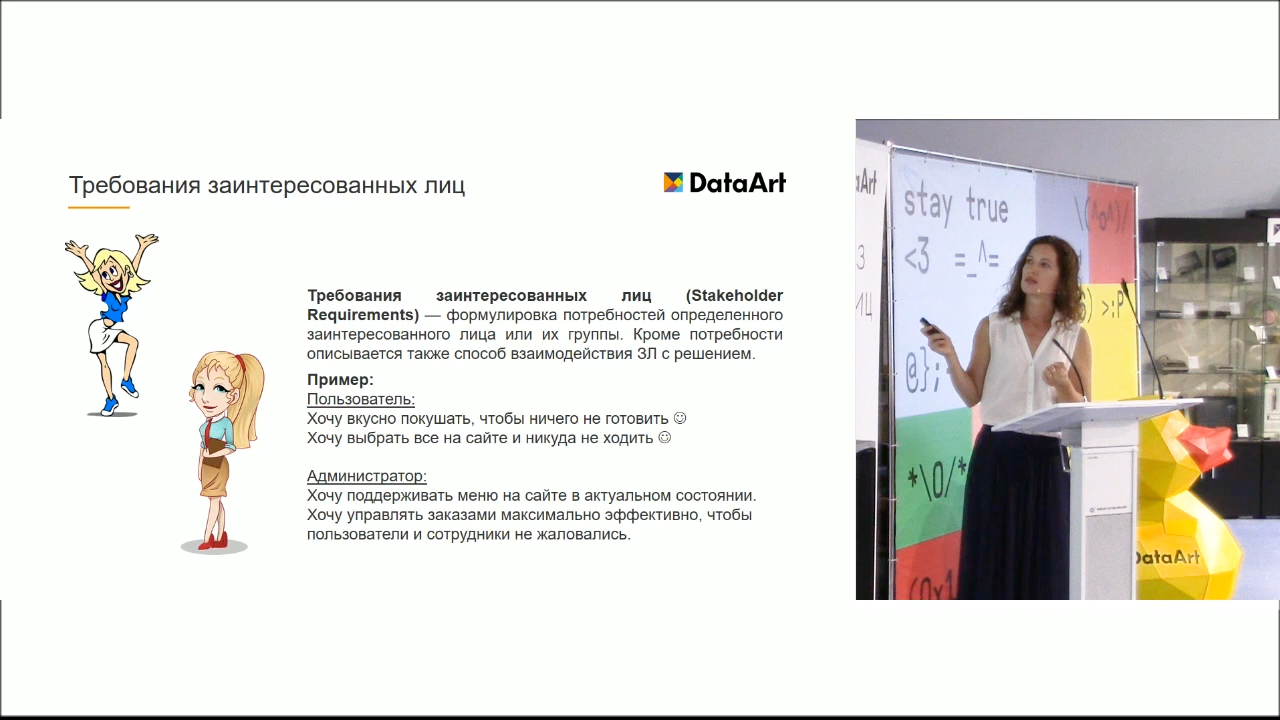 Требования заинтересованных лиц
DataArt
Требования заинтересованных лиц (Stakeholder
Requirements) — формулировка потребностей определенного
заинтересованного лица или их группы. Кроме потребности
описывается также способ взаимодействия ЗЛ с решением.
Пример:
Пользователь:
Хочу вкусно покушать, чтобы ничего не готовить ☺
Хочу выбрать все на сайте и никуда не ходить ☺
Администратор:
Хочу поддерживать меню на сайте в актуальном состоянии.
Хочу управлять заказами максимально эффективно, чтобы
пользователи и сотрудники не жаловались.
aArt
stay true
\(^o^)/
<3 =_^=
) >:P
@};-
*\0/*
(0x1
DataArt